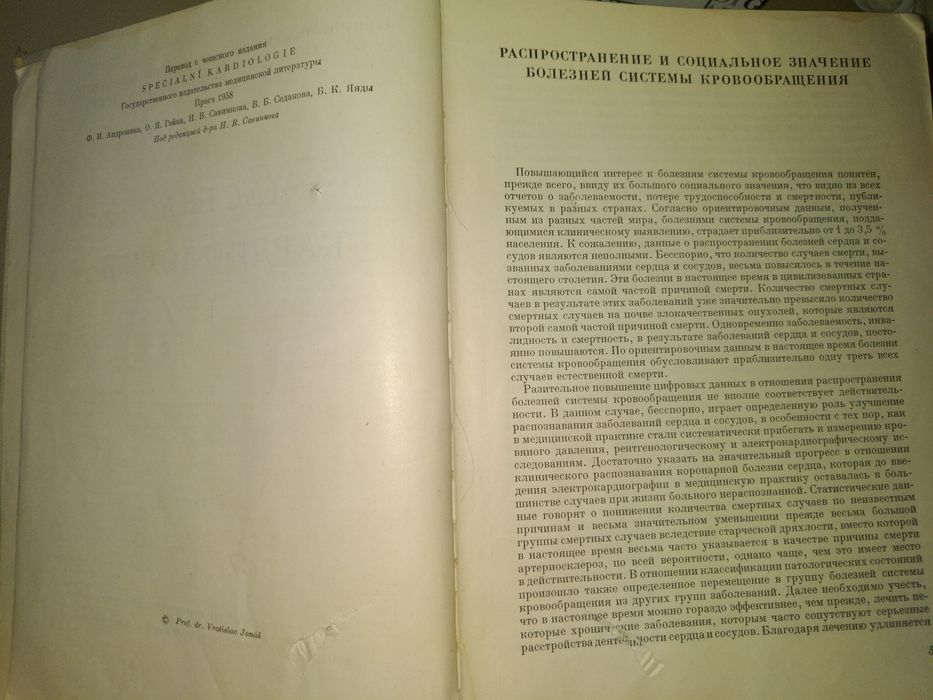 Перевод с чешского издания
SPECIALNÍ KARDIOLOGIE
Государственного издательства медицинской литературы
Прага 1958
Ф. И. Андроника, О. Я. Гейка, Н. В. Савинкова, В. Б. Седакова, Б. К. Янды
Под редакцией д-ра Н. В. Савинкова
© Prof. dr. Vratislav Jonáš
РАСПРОСТРАНЕНИЕ И СОЦИАЛЬНОЕ ЗНАЧЕНИЕ
БОЛЕЗНЕЙ СИСТЕМЫ КРОВООБРАЩЕНИЯ
Повышающийся интерес к болезням системы кровообращения понятен,
прежде всего, ввиду их большого социального значения, что видно из всех
отчетов о заболеваемости, потере трудоспособности и смертности, публи-
куемых в разных странах. Согласно ориентировочным данным, получен-
ным из разных частей мира, болезнями системы кровообращения, подда-
ющимися клиническому выявлению, страдает приблизительно от 1 до 3,5 %
населения. К сожалению, данные о распространении болезней сердца и со-
судов являются неполными. Бесспорно, что количество случаев смерти, вы-
званных заболеваниями сердца и сосудов, весьма повысилось в течение на-
стоящего столетия. Эти болезни в настоящее время в цивилизованных стра-
нах являются самой частой причиной смерти. Количество смертных слу-
чаев в результате этих заболеваний уже значительно превысило количество
смертных случаев на почве злокачественных опухолей, которые являются
второй самой частой причиной смерти. Одновременно заболеваемость, инва-
лидность и смертность, в результате заболеваний сердца и сосудов, посто-
янно повышаются. По ориентировочным данным в настоящее время болезни
системы кровообращения обусловливают приблизительно одну треть всех
случаев естественной смерти.
Разительное повышение цифровых данных в отношении распространения
болезней системы кровообращения не вполне соответствует действитель-
ности. В данном случае, бесспорно, играет определенную роль улучшение
распознавания заболеваний сердца и сосудов, в особенности с тех пор, как
в медицинской практике стали систематически прибегать к измерению кро-
вяного давления, рентгенологическому и электрокардиографическому ис-
следованиям. Достаточно указать на значительный прогресс в отношении
клинического распознавания коронарной болезни сердца, которая до вве-
дения электрокардиографии в медицинскую практику оставалась в боль-
шинстве случаев при жизни больного нераспознанной. Статистические дан-
ные говорят о понижении количества смертных случаев по неизвестным
причинам и весьма значительном уменьшении прежде весьма большой
группы смертных случаев вследствие старческой дряхлости, вместо которой
в настоящее время весьма часто указывается в качестве причины смерти
артериосклероз, по всей вероятности, однако чаще, чем это имеет место
в действительности. В отношении классификации патологических состояний
произошло также определенное перемещение в группу болезней системы
кровообращения из других групп заболеваний. Далее необходимо учесть,
что в настоящее время можно гораздо эффективнее, чем прежде, лечить не-
которые хронические заболевания, которым часто сопутствуют серьезные
расстройства деятельности сердца и сосудов. Благодаря лечению удлиняется
5